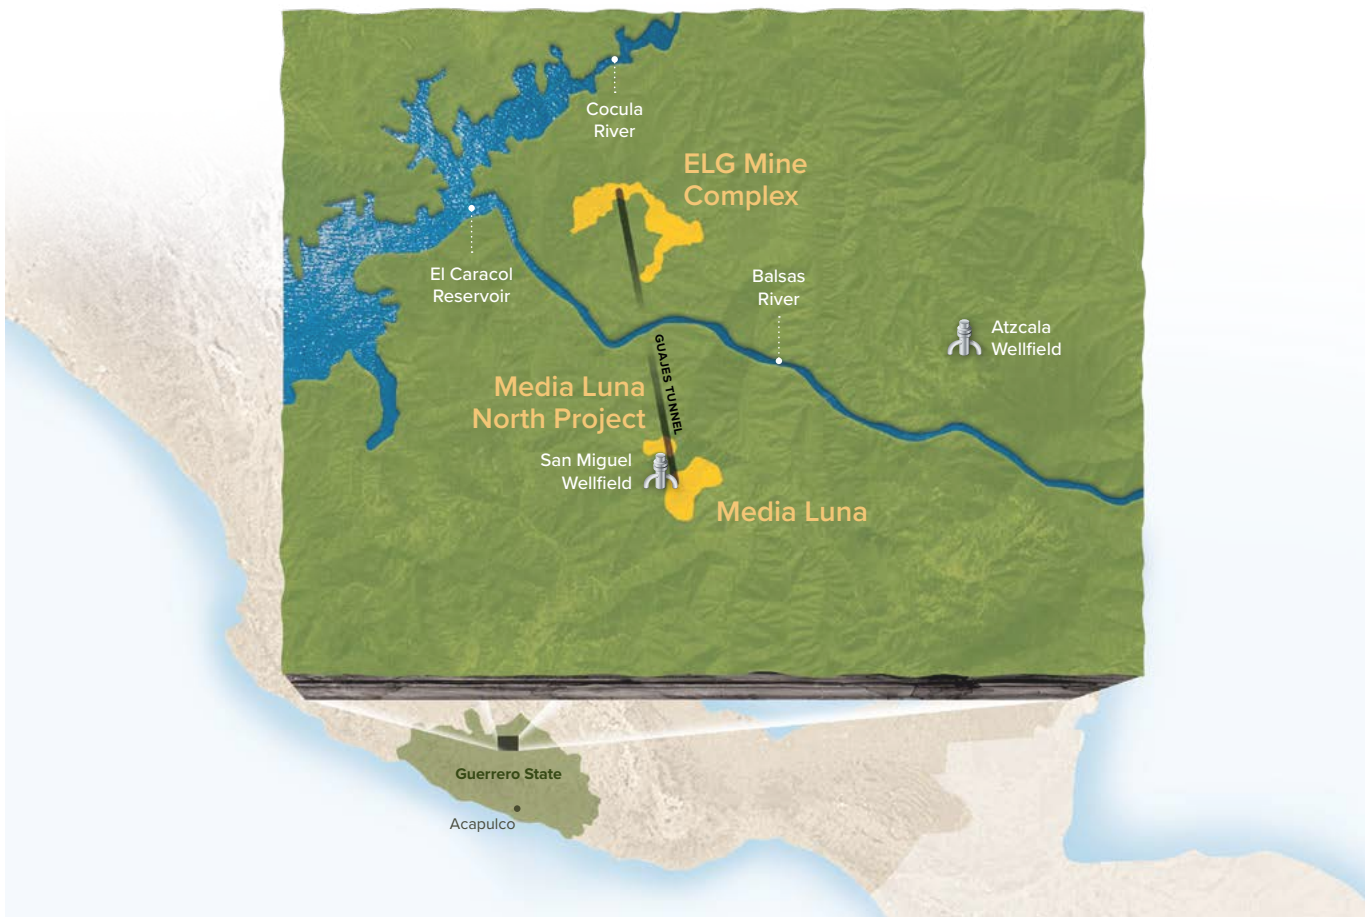 Cocula
River
ELG Mine
Complex
El Caracol
Reservoir
Balsas
River
Atzcala
Wellfield
GUAJES TUNNEL
Media Luna
North Project
San Miguel
Wellfield
Media Luna
Guerrero State
Acapulco